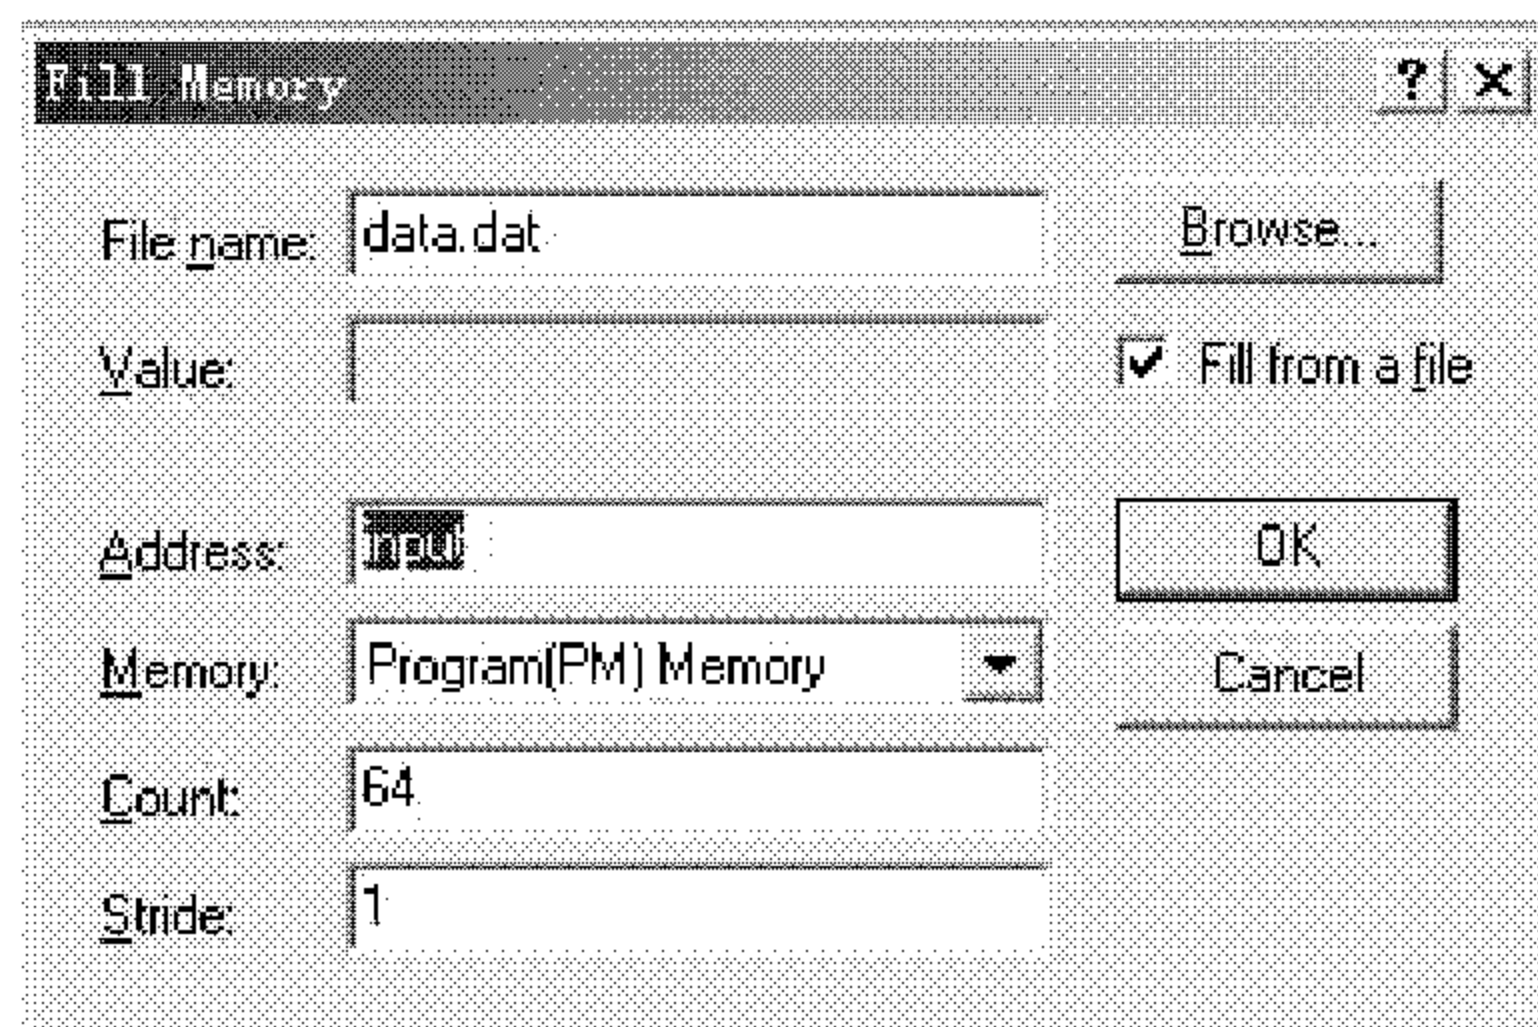 Fill Memory
File name: data.dat Browse...
Value: Fill from a file
Address: input OK
Memory: Program(PM) Memory Cancel
Count: 64
Stride: 1